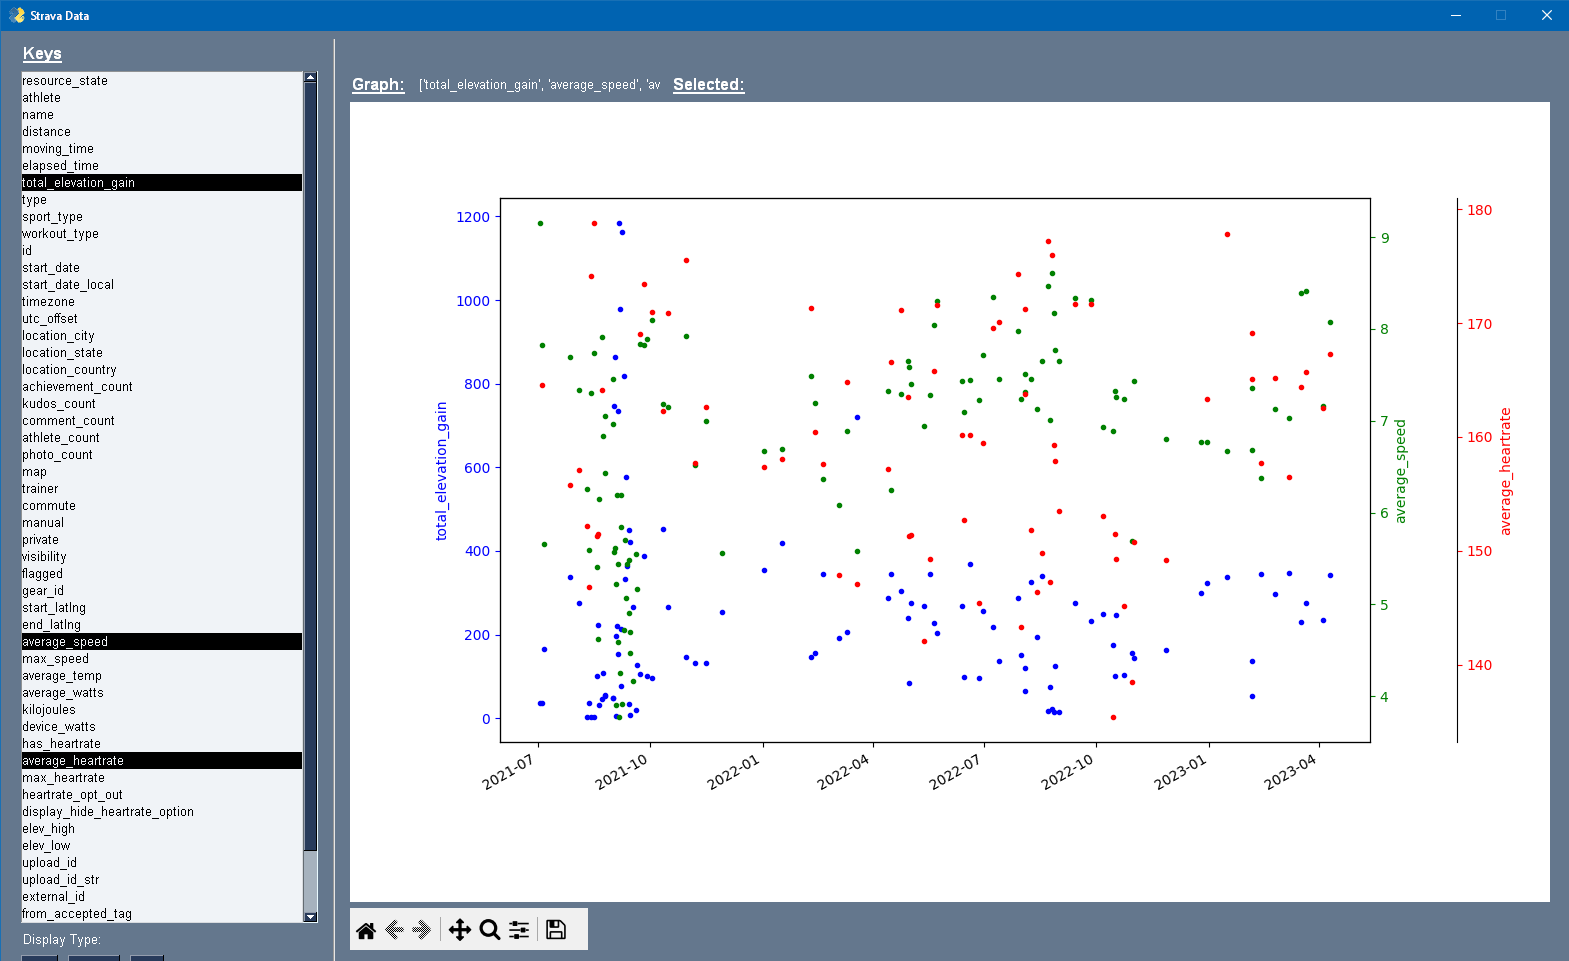 Strava Data
Keys
resource_state
athlete
name
distance
moving_time
elapsed_time
total_elevation_gain
type
sport_type
workout_type
id
start_date
start_date_local
timezone
utc_offset
location_city
location_state
location_country
achievement_count
kudos_count
comment_count
athlete_count
photo_count
map
trainer
commute
manual
private
visibility
flagged
gear_id
start_latlng
end_latlng
average_speed
max_speed
average_temp
average_watts
kilojoules
device_watts
has_heartrate
average_heartrate
max_heartrate
heartrate_opt_out
display_hide_heartrate_option
elev_high
elev_low
upload_id
upload_id_str
external_id
from_accepted_tag
Display Type:
Graph: ['total_elevation_gain', 'average_speed', 'av Selected:
total_elevation_gain
1200
1000
800
600
400
200
0
2021-07
2021-10
2022-01
2022-04
2022-07
2022-10
2023-01
2023-04
9
8
7
6
5
4
average_speed
180
170
160
150
140
average_heartrate